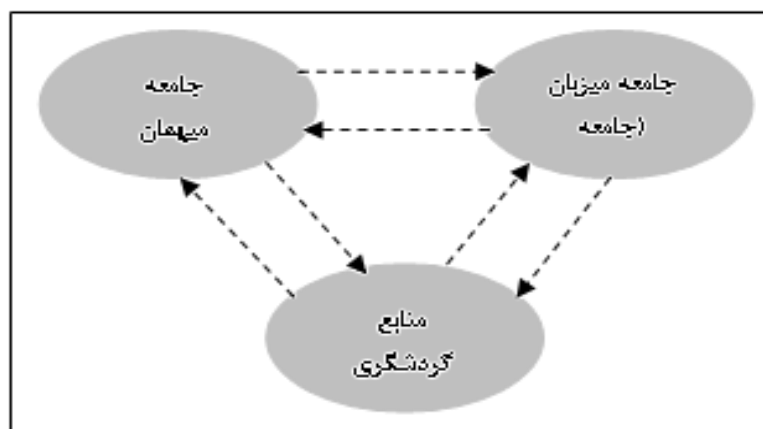 جامعه میزبان
(جامعه
جامعه
میهمان
منابع
گردشگری